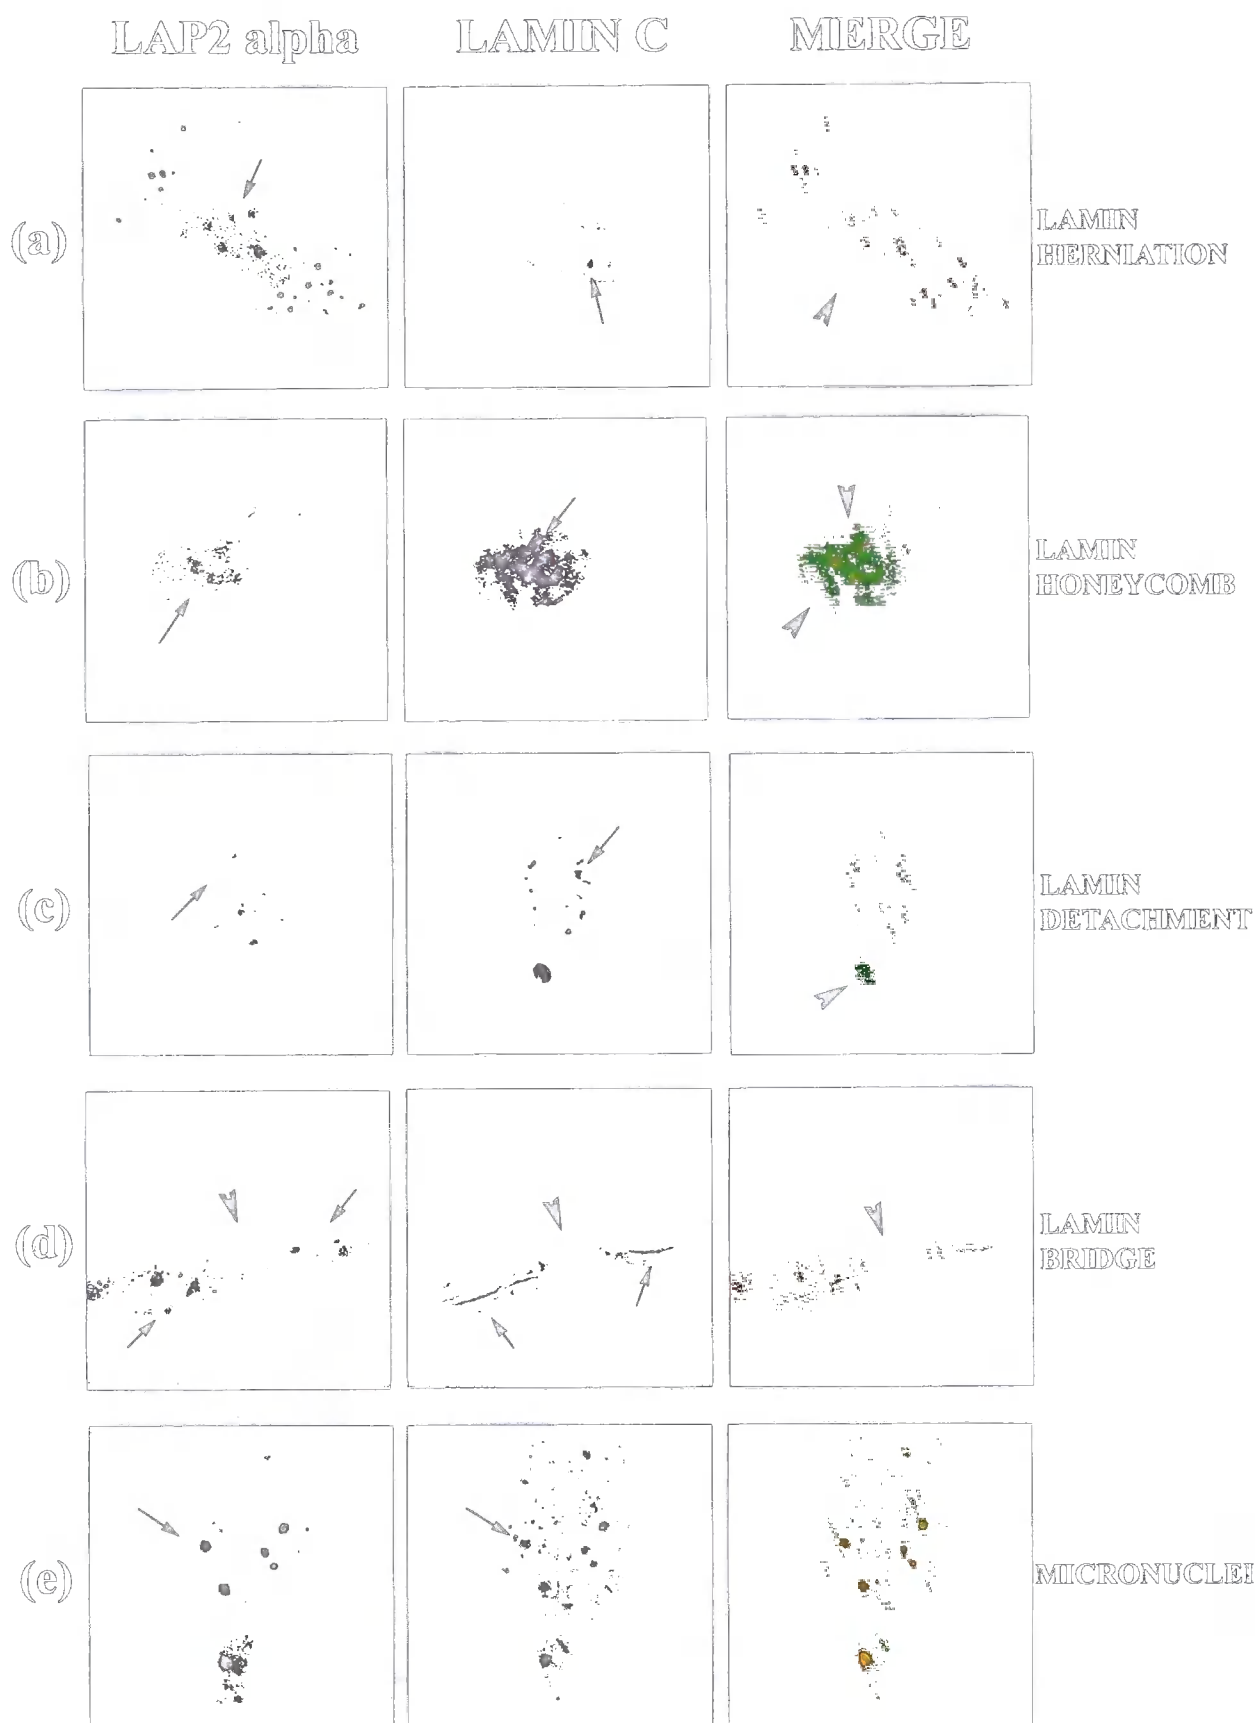 LAP2 alpha LAMIN C MERGE
(a)
LAMIN
HERNIATION
(b)
LAMIN
HONEYCOMB
(c)
LAMIN
DETACHMENT
(d)
LAMIN
BRIDGE
(e)
MICRONUCLEI